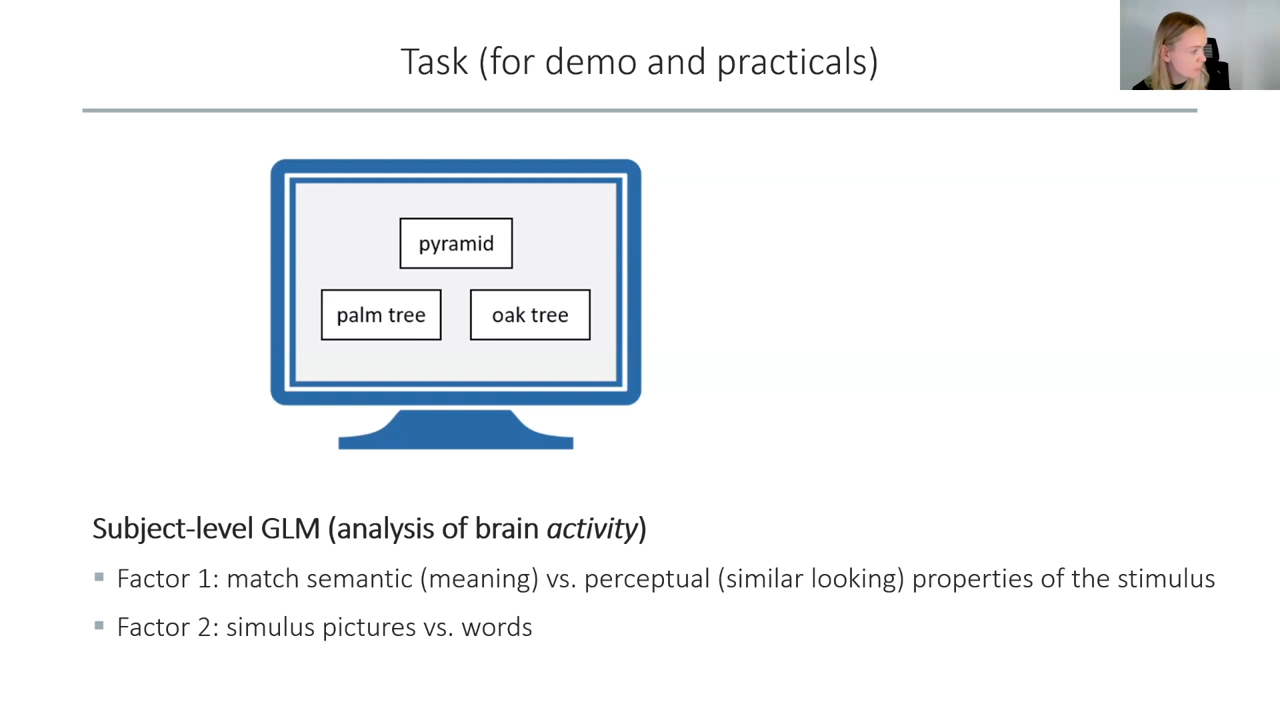 Task (for demo and practicals)
pyramid
palm tree
oak tree
Subject-level GLM (analysis of brain activity)
Factor 1: match semantic (meaning) vs. perceptual (similar looking) properties of the stimulus
Factor 2: simulus pictures vs. words